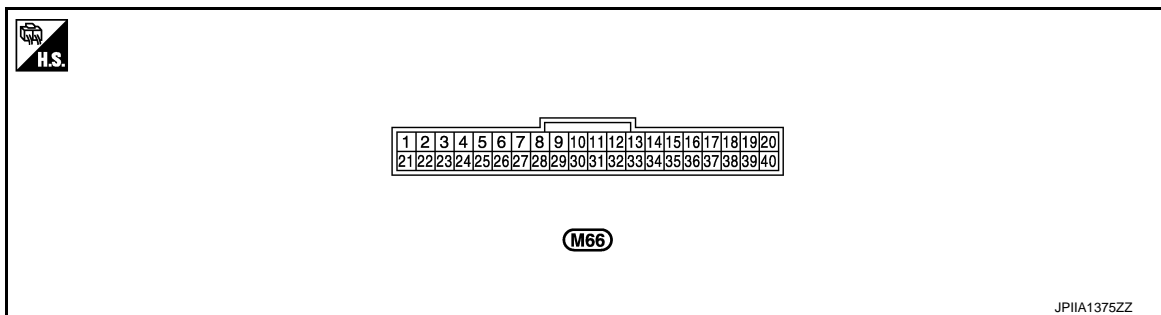 H.S.
1 2 3 4 5 6 7 8 9 10 11 12 13 14 15 16 17 18 19 20
21 22 23 24 25 26 27 28 29 30 31 32 33 34 35 36 37 38 39 40
M66
JPIIA1375ZZ